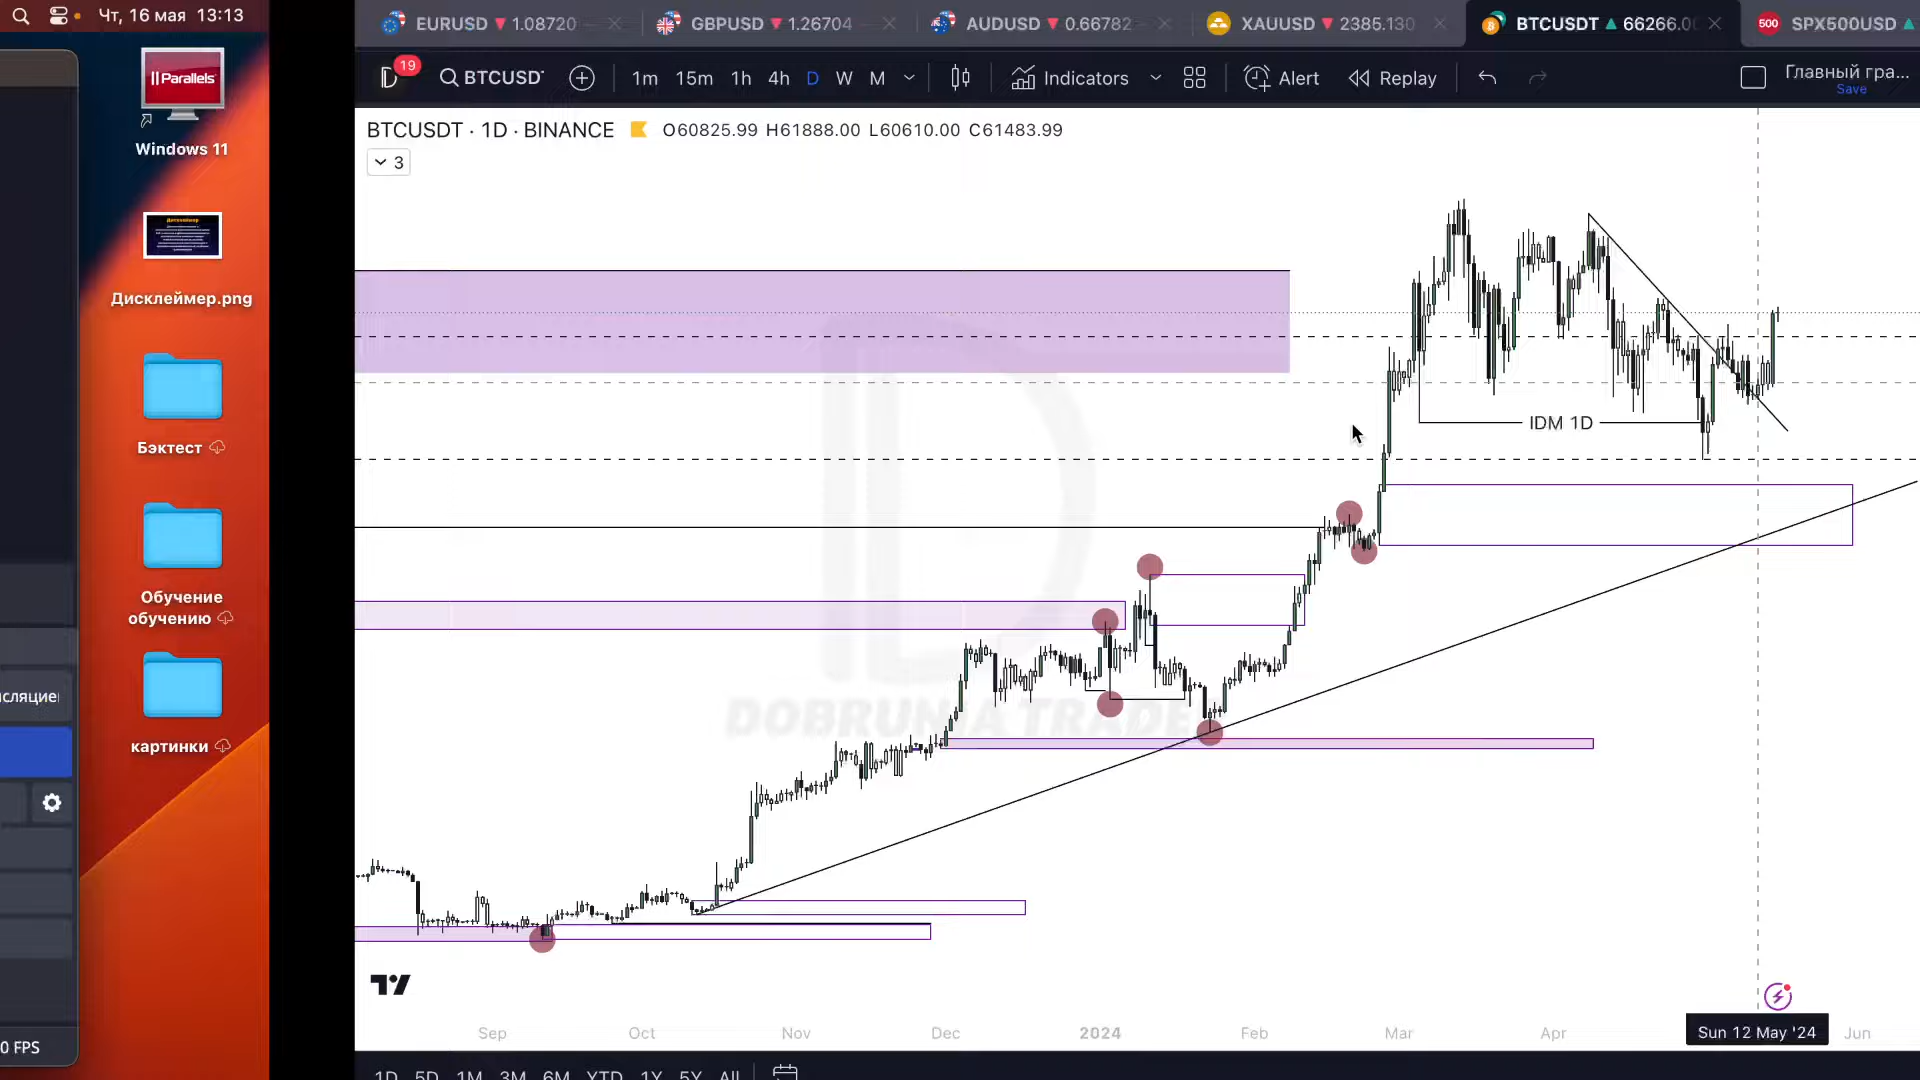 Чт, 16 мая 13:13
EURUSD 1.08720
GBPUSD 1.26704
AUDUSD 0.66782
XAUUSD 2385.130
BTCUSDT 66266.0
500 SPX500USD
Parallels
Windows 11
19
BTCUSD
1m 15m 1h 4h D W M
Indicators
Alert
Replay
Главный гра...
Save
BTCUSDT · 1D · BINANCE O60825.99 H61888.00 L60610.00 C61483.99
3
Дисклеймер
Дисклеймер.png
IDM 1D
Бэктест
Обучение
обучению
сляцие
картинки
DOBRUNJA TRADE
0 FPS
Sep Oct Nov Dec 2024 Feb Mar Apr Sun 12 May '24 Jun
1D 5D 1M 3M 6M YTD 1Y 5Y All